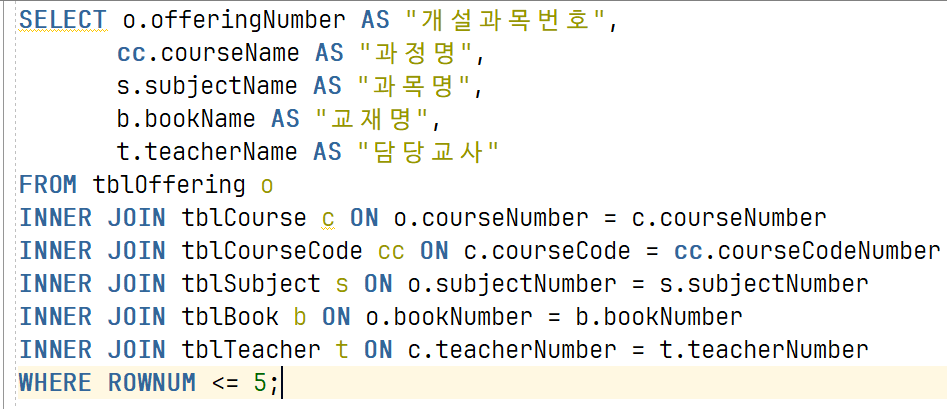 SELECT o.offeringNumber AS "개설과목번호",
cc.courseName AS "과정명",
s.subjectName AS "과목명",
b.bookName AS "교재명",
t.teacherName AS "담당교사"
FROM tblOffering o
INNER JOIN tblCourse c ON o.courseNumber = c.courseNumber
INNER JOIN tblCourseCode cc ON c.courseCode = cc.courseCodeNumber
INNER JOIN tblSubject s ON o.subjectNumber = s.subjectNumber
INNER JOIN tblBook b ON o.bookNumber = b.bookNumber
INNER JOIN tblTeacher t ON c.teacherNumber = t.teacherNumber
WHERE ROWNUM <= 5;